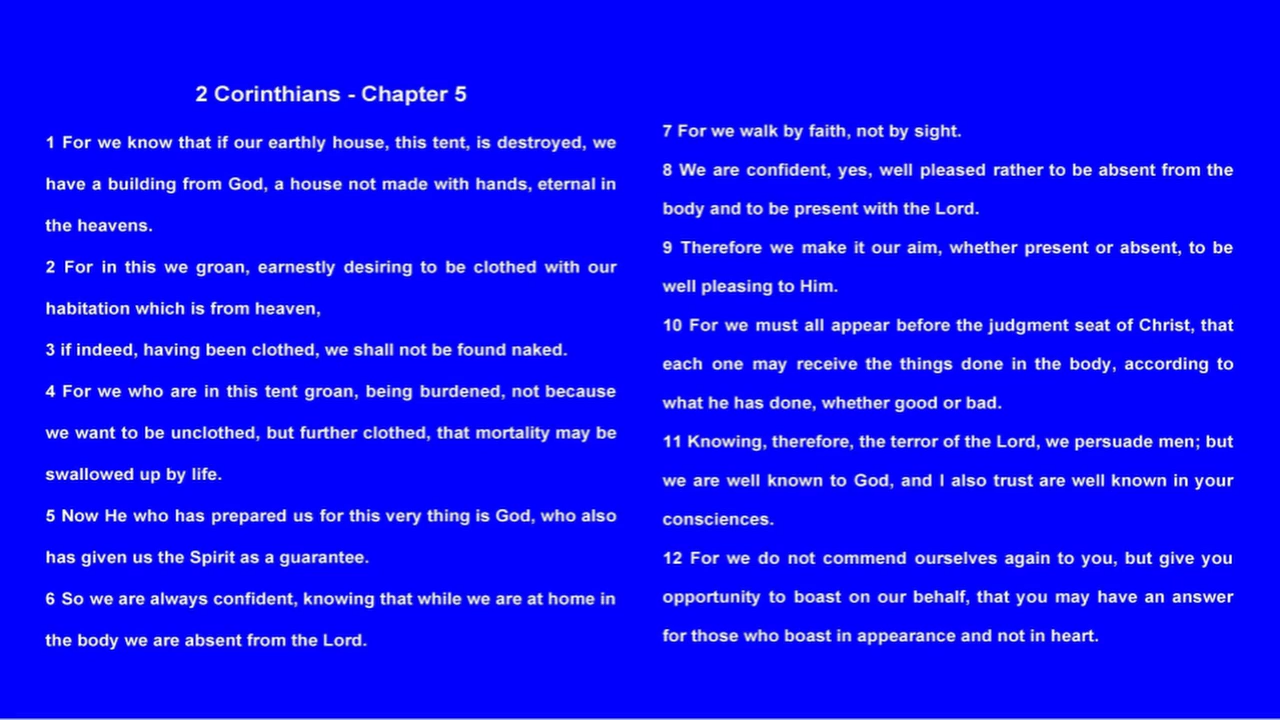 2 Corinthians - Chapter 5
1 For we know that if our earthly house, this tent, is destroyed, we
have a building from God, a house not made with hands, eternal in
the heavens.
2 For in this we groan, earnestly desiring to be clothed with our
habitation which is from heaven,
3 if indeed, having been clothed, we shall not be found naked.
4 For we who are in this tent groan, being burdened, not because
we want to be unclothed, but further clothed, that mortality may be
swallowed up by life.
5 Now He who has prepared us for this very thing is God, who also
has given us the Spirit as a guarantee.
6 So we are always confident, knowing that while we are at home in
the body we are absent from the Lord.
7 For we walk by faith, not by sight.
8 We are confident, yes, well pleased rather to be absent from the
body and to be present with the Lord.
9 Therefore we make it our aim, whether present or absent, to be
well pleasing to Him.
10 For we must all appear before the judgment seat of Christ, that
each one may receive the things done in the body, according to
what he has done, whether good or bad.
11 Knowing, therefore, the terror of the Lord, we persuade men; but
we are well known to God, and I also trust are well known in your
consciences.
12 For we do not commend ourselves again to you, but give you
opportunity to boast on our behalf, that you may have an answer
for those who boast in appearance and not in heart.